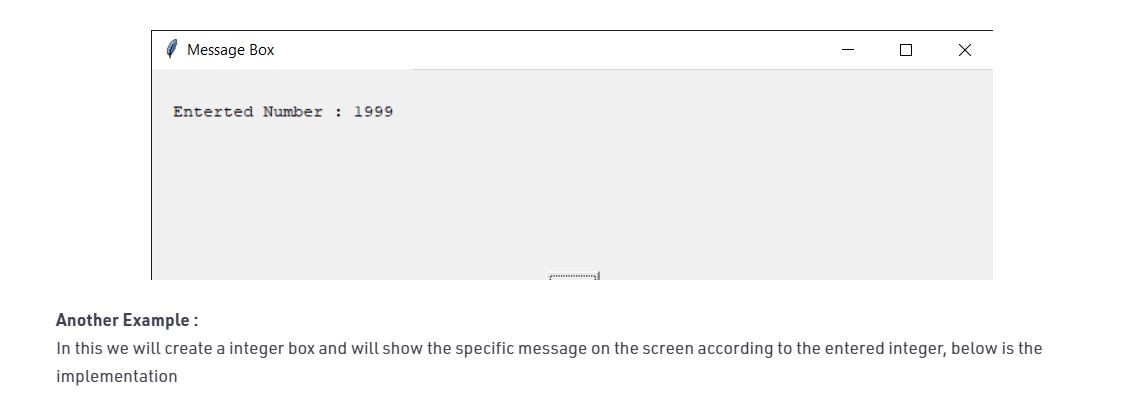 Message Box
Enterted Number : 1999
Another Example :
In this we will create a integer box and will show the specific message on the screen according to the entered integer, below is the
implementation